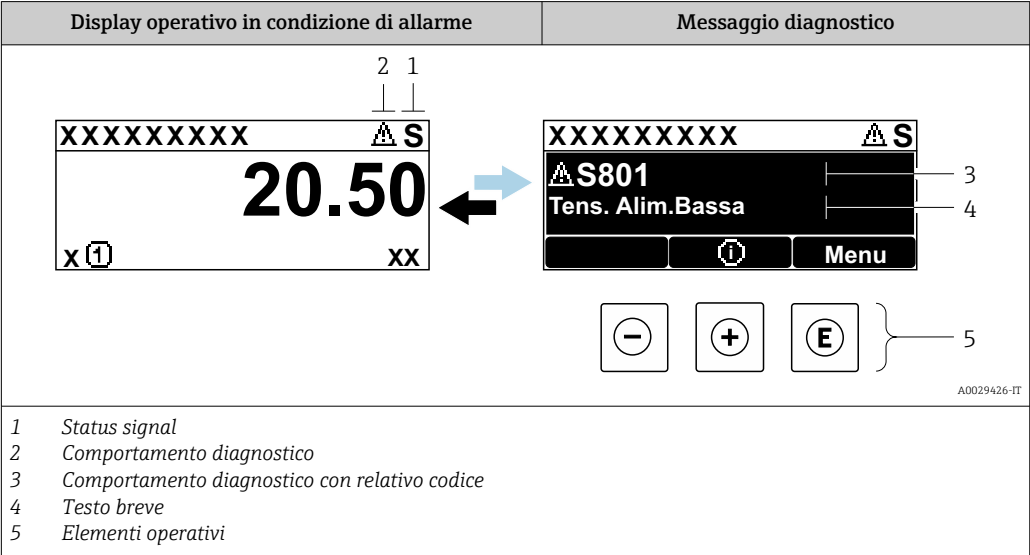 Display operativo in condizione di allarme
Messaggio diagnostico
2 1
XXXXXXXXX ⚠ S
20.50
x 1 xx
XXXXXXXXX ⚠ S
⚠S801
Tens. Alim.Bassa
i Menu
3
4
- + E
5
A0029426-IT
1 Status signal
2 Comportamento diagnostico
3 Comportamento diagnostico con relativo codice
4 Testo breve
5 Elementi operativi